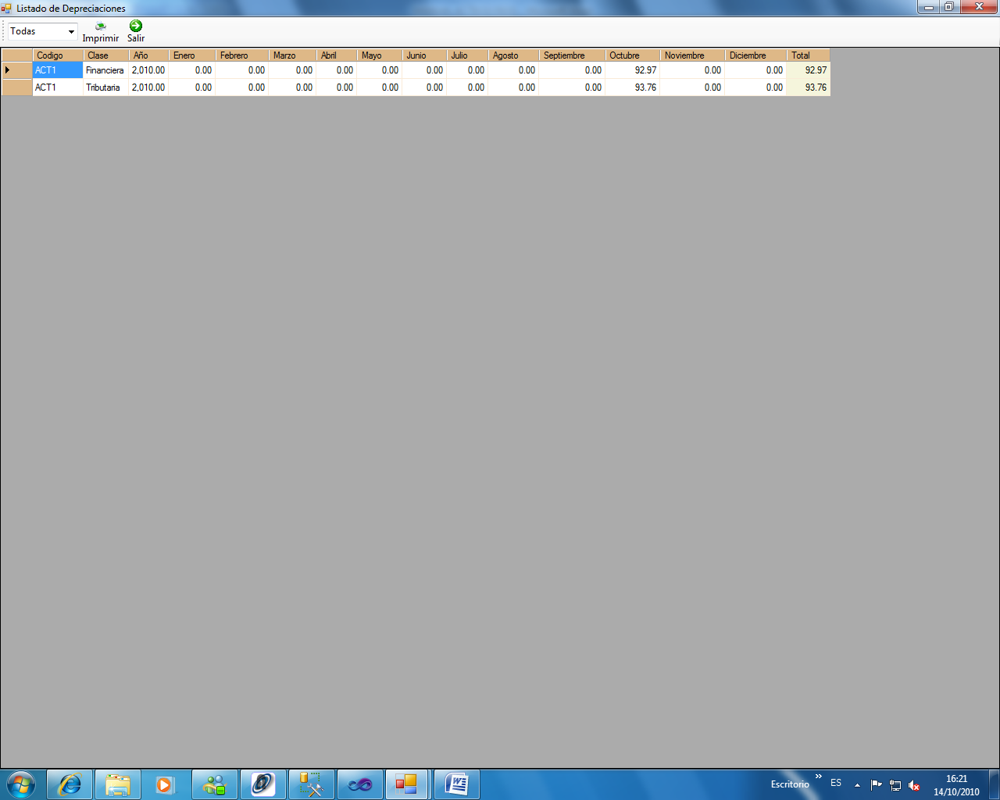 Listado de Depreciaciones
Todas Imprimir Salir
Codigo Clase Año Enero Febrero Marzo Abril Mayo Junio Julio Agosto Septiembre Octubre Noviembre Diciembre Total
ACT1 Financiera 2,010.00 0.00 0.00 0.00 0.00 0.00 0.00 0.00 0.00 0.00 92.97 0.00 0.00 92.97
ACT1 Tributaria 2,010.00 0.00 0.00 0.00 0.00 0.00 0.00 0.00 0.00 0.00 93.76 0.00 0.00 93.76
Escritorio » ES 16:21
14/10/2010